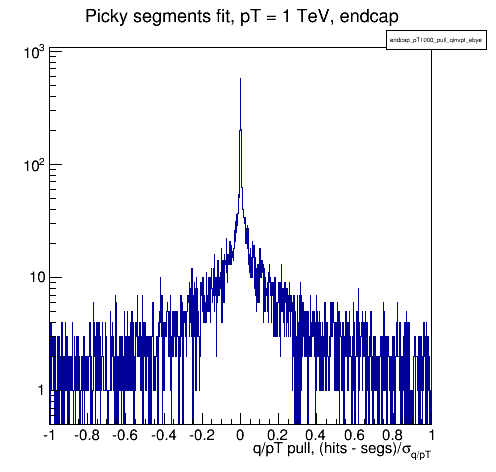 Picky segments fit, pT = 1 TeV, endcap
endcap_pT1000_pull_qinvpt_ebye
10³
10²
10
1
-1 -0.8 -0.6 -0.4 -0.2 0 0.2 0.4 0.6 0.8 1
q/pT pull, (hits - segs)/σq/pT